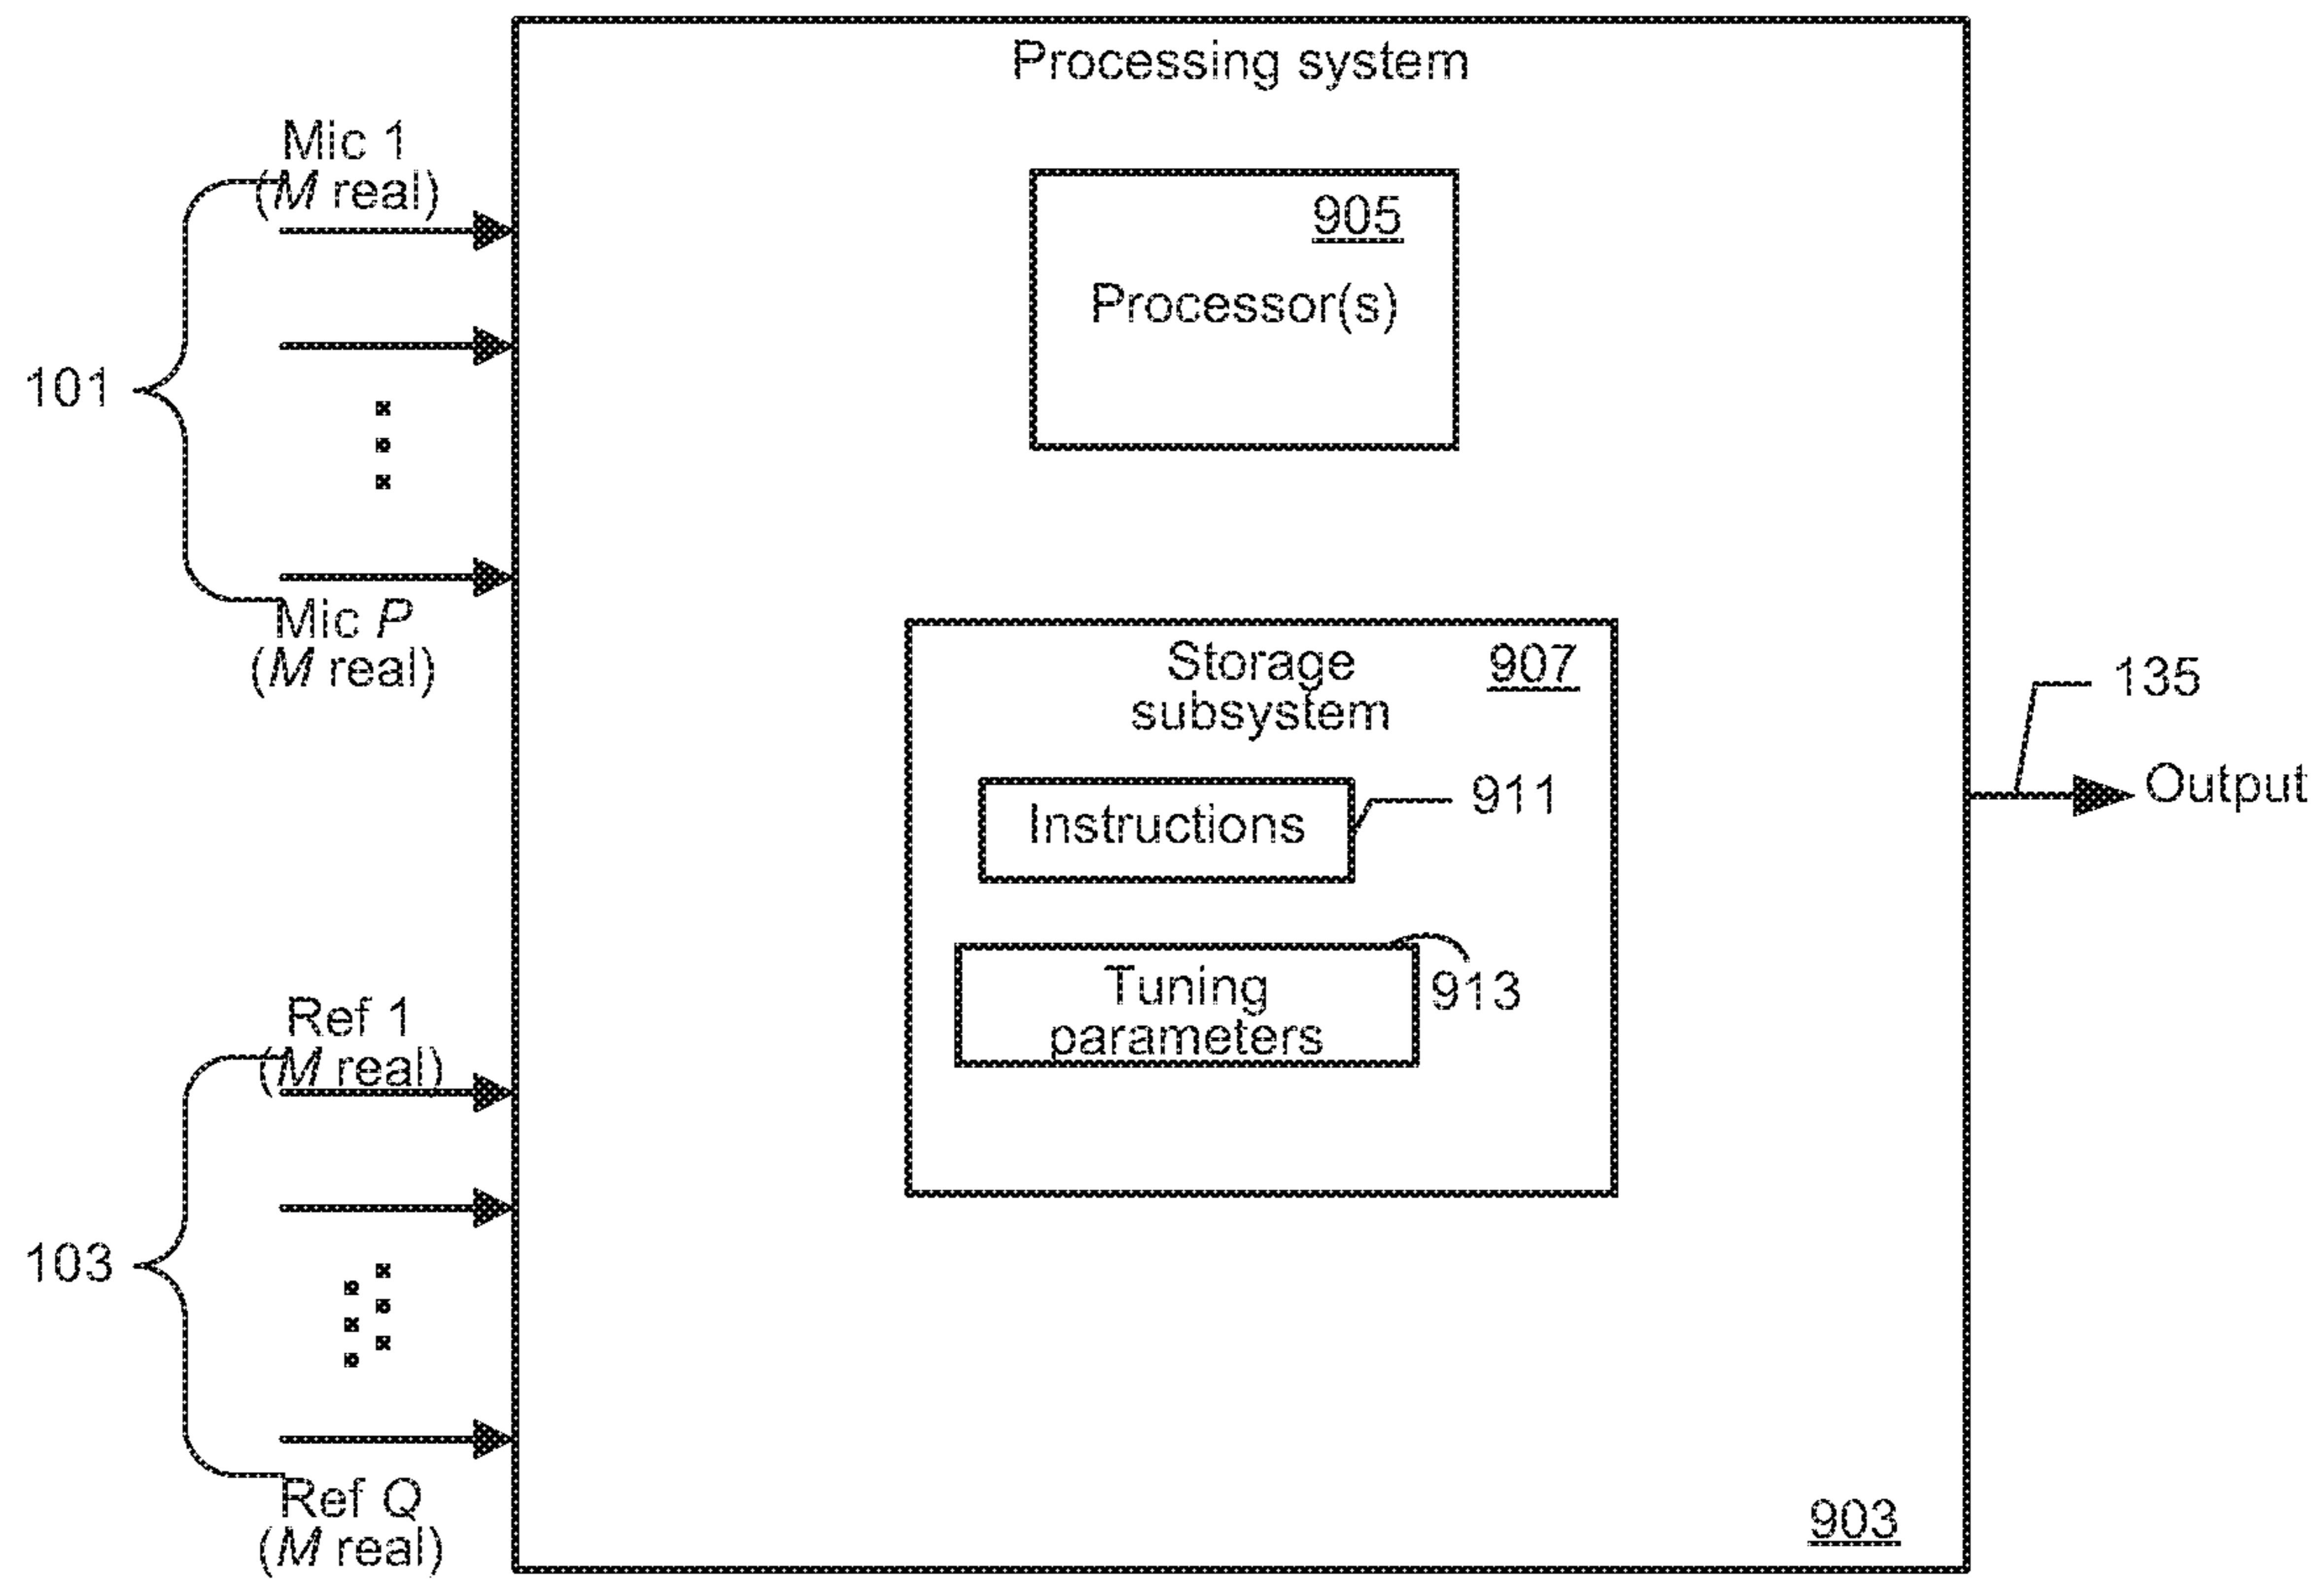 Processing system
Mic 1
(M real)
905
Processor(s)
101
Mic P
(M real)
Storage
subsystem
907
135
Output
Instructions
911
Tuning
parameters
913
Ref 1
(M real)
103
Ref Q
(M real)
903